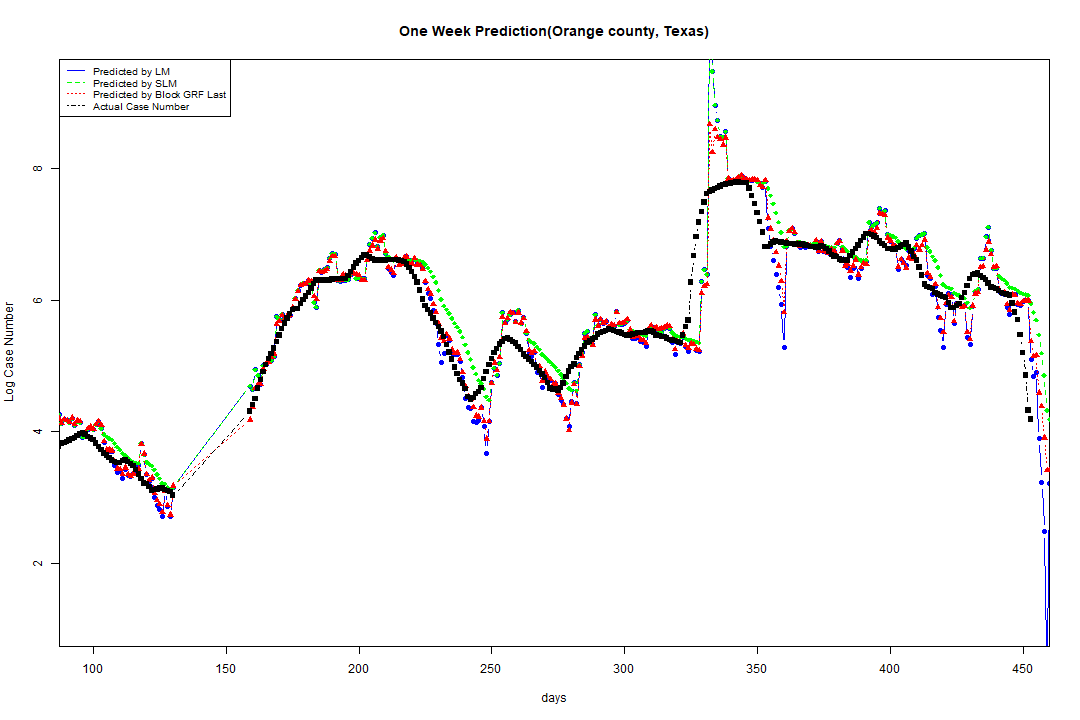 One Week Prediction(Orange county, Texas)
Predicted by LM
Predicted by SLM
Predicted by Block GRF Last
Actual Case Number
Log Case Number
8
6
4
2
100 150 200 250 300 350 400 450
days